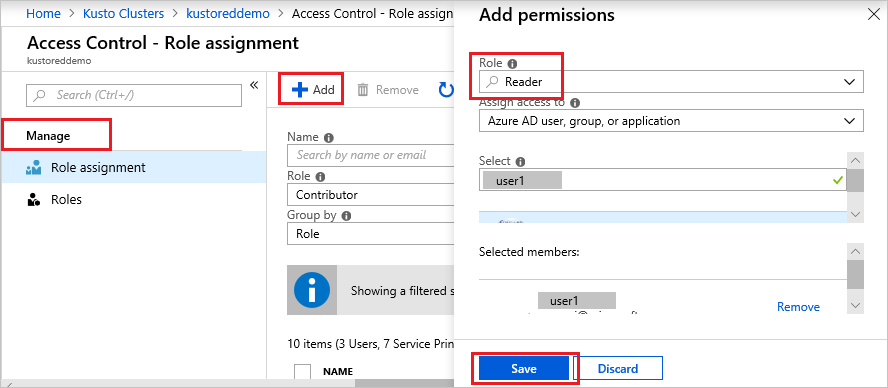 Home > Kusto Clusters > kustoreddemo > Access Control - Role assignm
Access Control - Role assignment
kustoreddemo
Search (Ctrl+/)
Manage
Role assignment
Roles
Add
Remove
Name
Search by name or email
Role
Contributor
Group by
Role
Showing a filtered s
10 items (3 Users, 7 Service Prin
NAME
Add permissions
Role
Reader
Assign access to
Azure AD user, group, or application
Select
user1
Selected members:
user1
Remove
Save
Discard